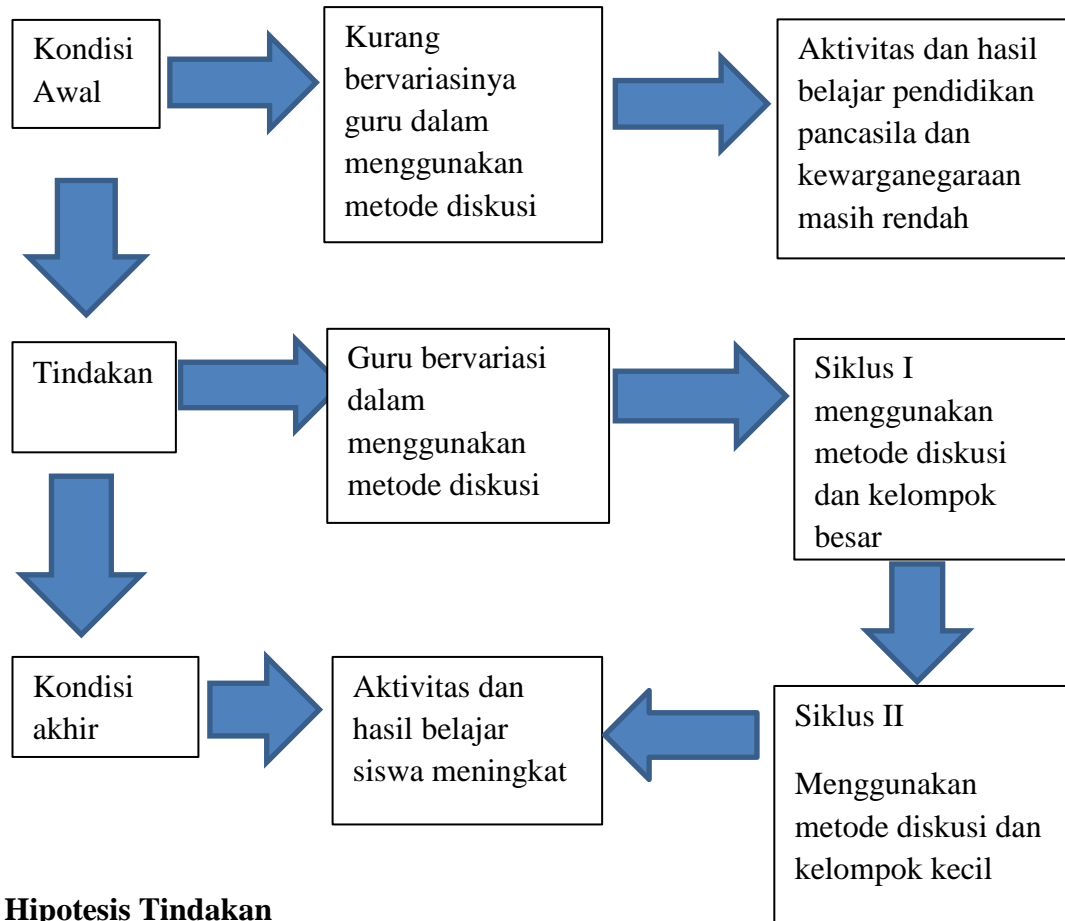 Kondisi
Awal
Kurang
bervariasinya
guru dalam
menggunakan
metode diskusi
Aktivitas dan hasil
belajar pendidikan
pancasila dan
kewarganegaraan
masih rendah
Tindakan
Guru bervariasi
dalam
menggunakan
metode diskusi
Siklus I
menggunakan
metode diskusi
dan kelompok
besar
Kondisi
akhir
Aktivitas dan
hasil belajar
siswa meningkat
Siklus II
Menggunakan
metode diskusi dan
kelompok kecil
Hipotesis Tindakan